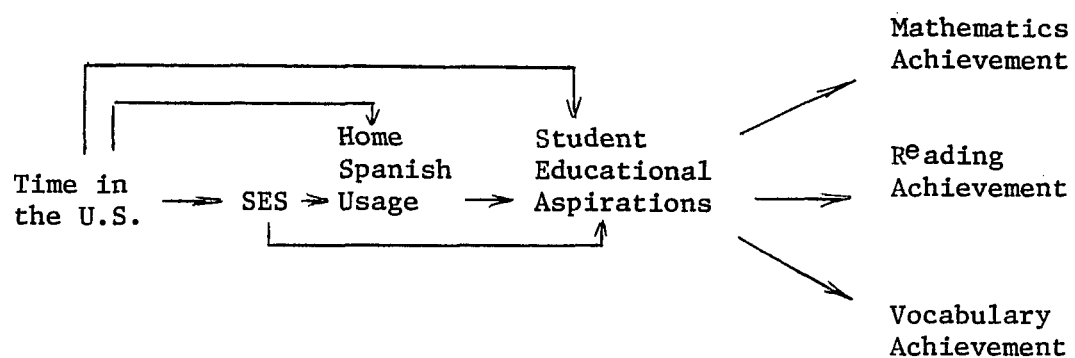 Time in
the U.S.
SES
Home
Spanish
Usage
Student
Educational
Aspirations
Mathematics
Achievement
Reading
Achievement
Vocabulary
Achievement